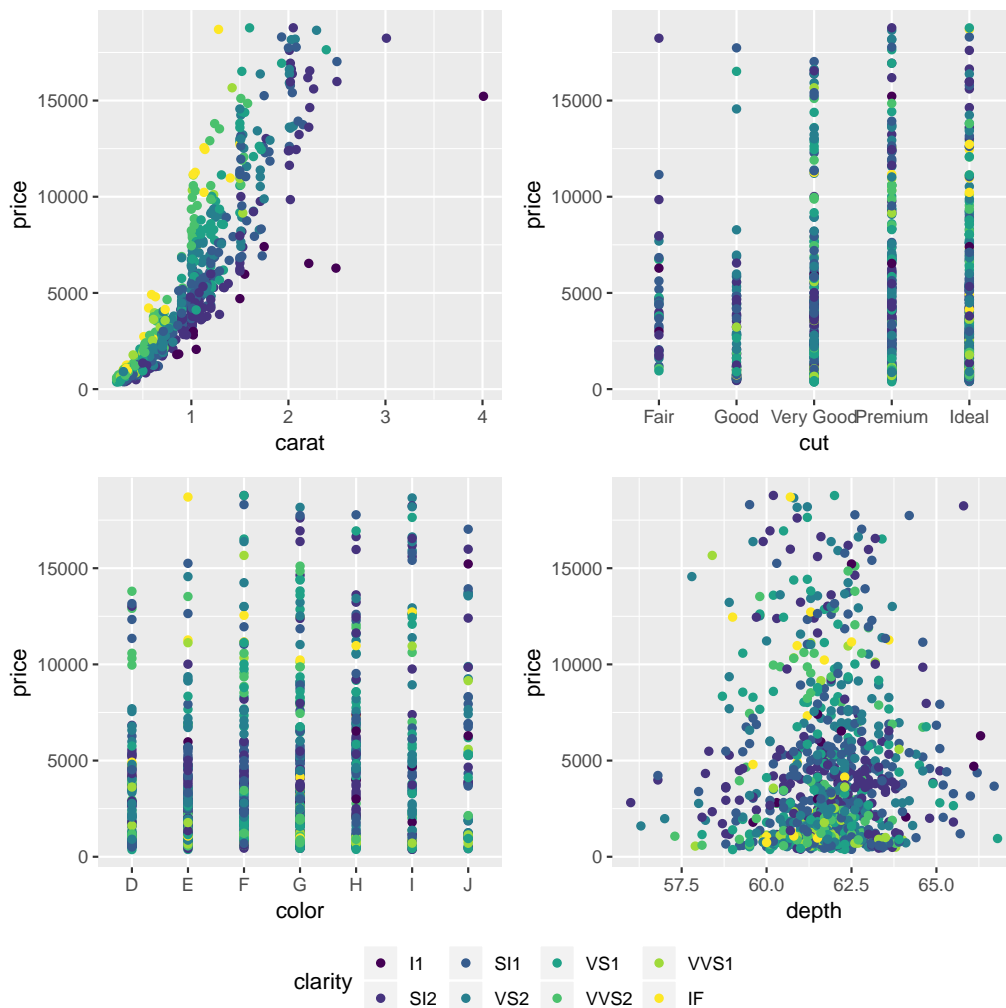 15000
10000
5000
0
price
1 2 3 4
carat
15000
10000
5000
0
price
Fair Good Very Good Premium Ideal
cut
15000
10000
5000
0
price
D E F G H I J
color
15000
10000
5000
0
price
57.5 60.0 62.5 65.0
depth
clarity
I1 SI1 VS1 VVS1
SI2 VS2 VVS2 IF